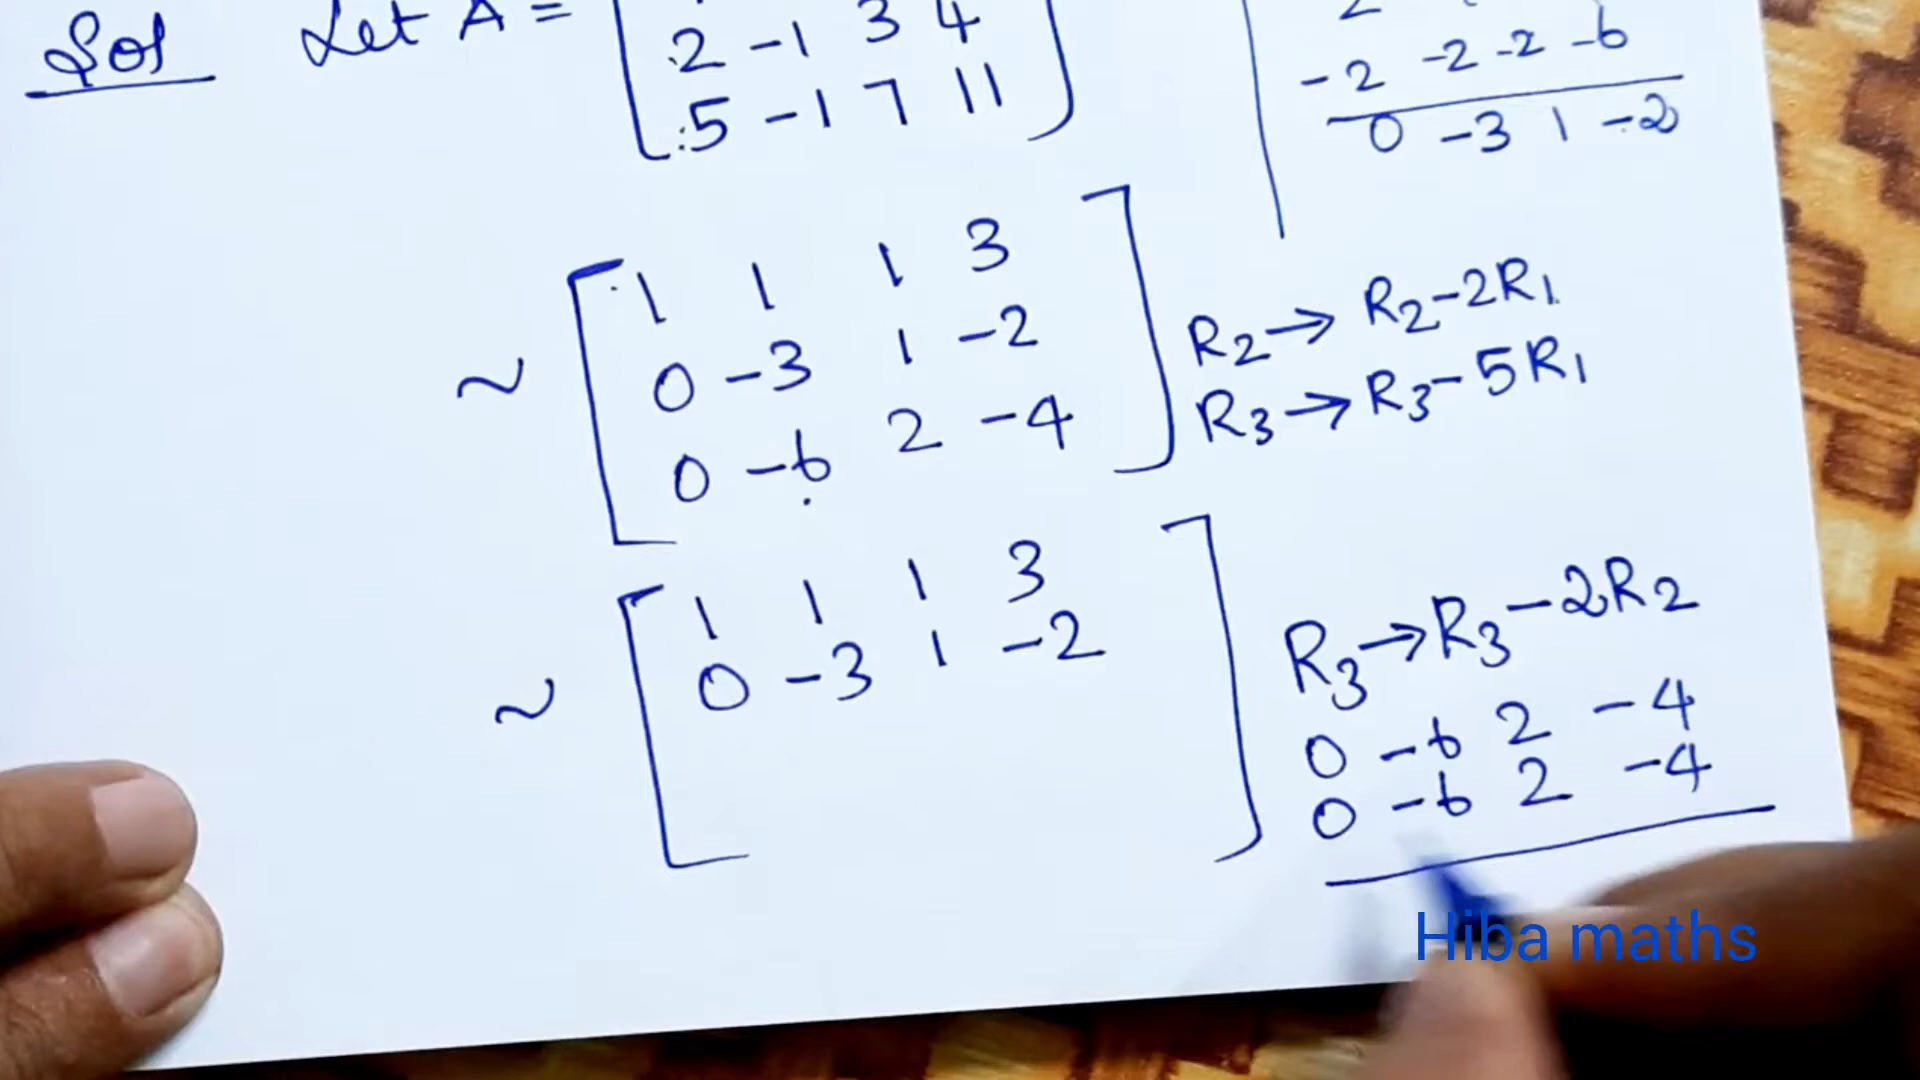 Sol Let A =
2 -1 3 4
5 -1 7 11
-2 -2 -2 -6
0 -3 1 -2
1 1 1 3
~ 0 -3 1 -2 R2→ R2-2R1
0 -6 2 -4 R3→R3-5R1
1 1 1 3
~ 0 -3 1 -2 R3→R3-2R2
0 -6 2 -4
0 -6 2 -4
Hiba maths